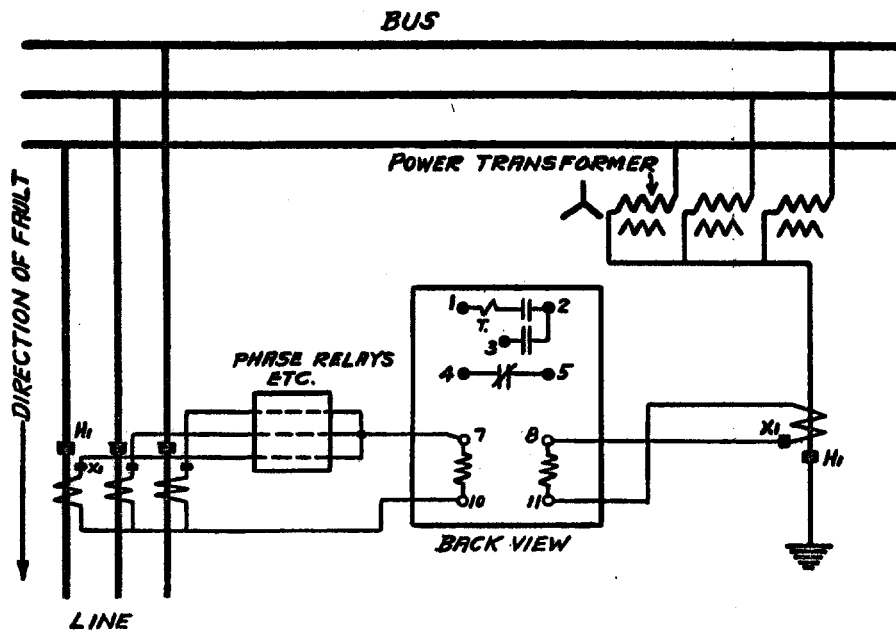 BUS
POWER TRANSFORMER
DIRECTION OF FAULT
1
2
T.
3
4
5
PHASE RELAYS
ETC.
H1
X1
7
8
10
11
X1
H1
BACK VIEW
LINE